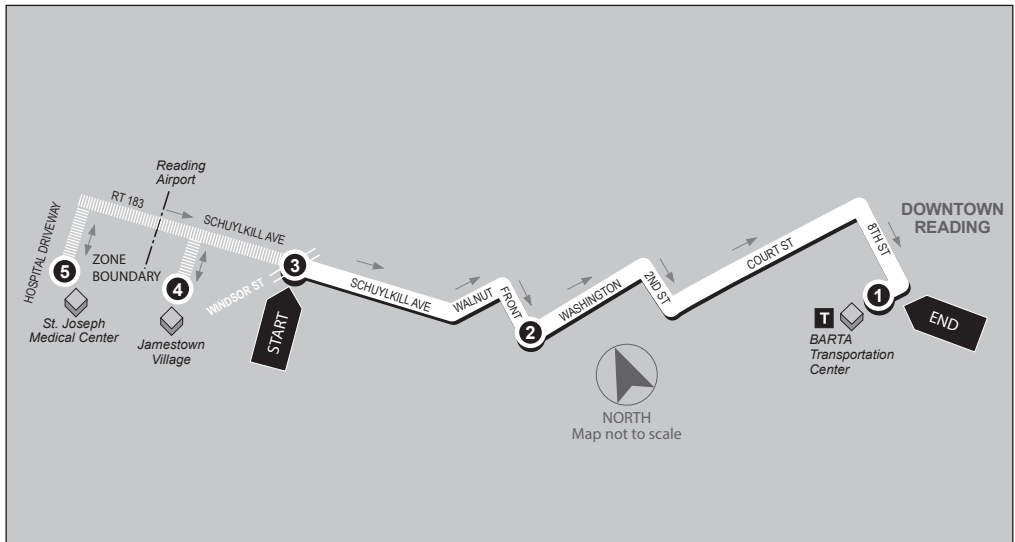 Reading
Airport
RT 183
SCHUYLKILL AVE
HOSPITAL DRIVEWAY
ZONE
BOUNDARY
5
4
WINDSOR ST
3
St. Joseph
Medical Center
Jamestown
Village
START
SCHUYLKILL AVE
WALNUT
FRONT
2
WASHINGTON
2ND ST
COURT ST
8TH ST
DOWNTOWN
READING
1
END
T
BARTA
Transportation
Center
NORTH
Map not to scale